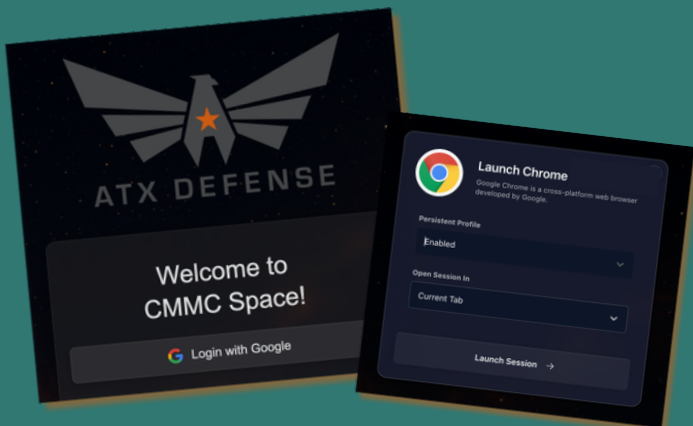 ATX DEFENSE
Welcome to
CMMC Space!
Login with Google
Launch Chrome
Google Chrome is a cross-platform web browser
developed by Google.
Persistent Profile
Enabled
Open Session In
Current Tab
Launch Session